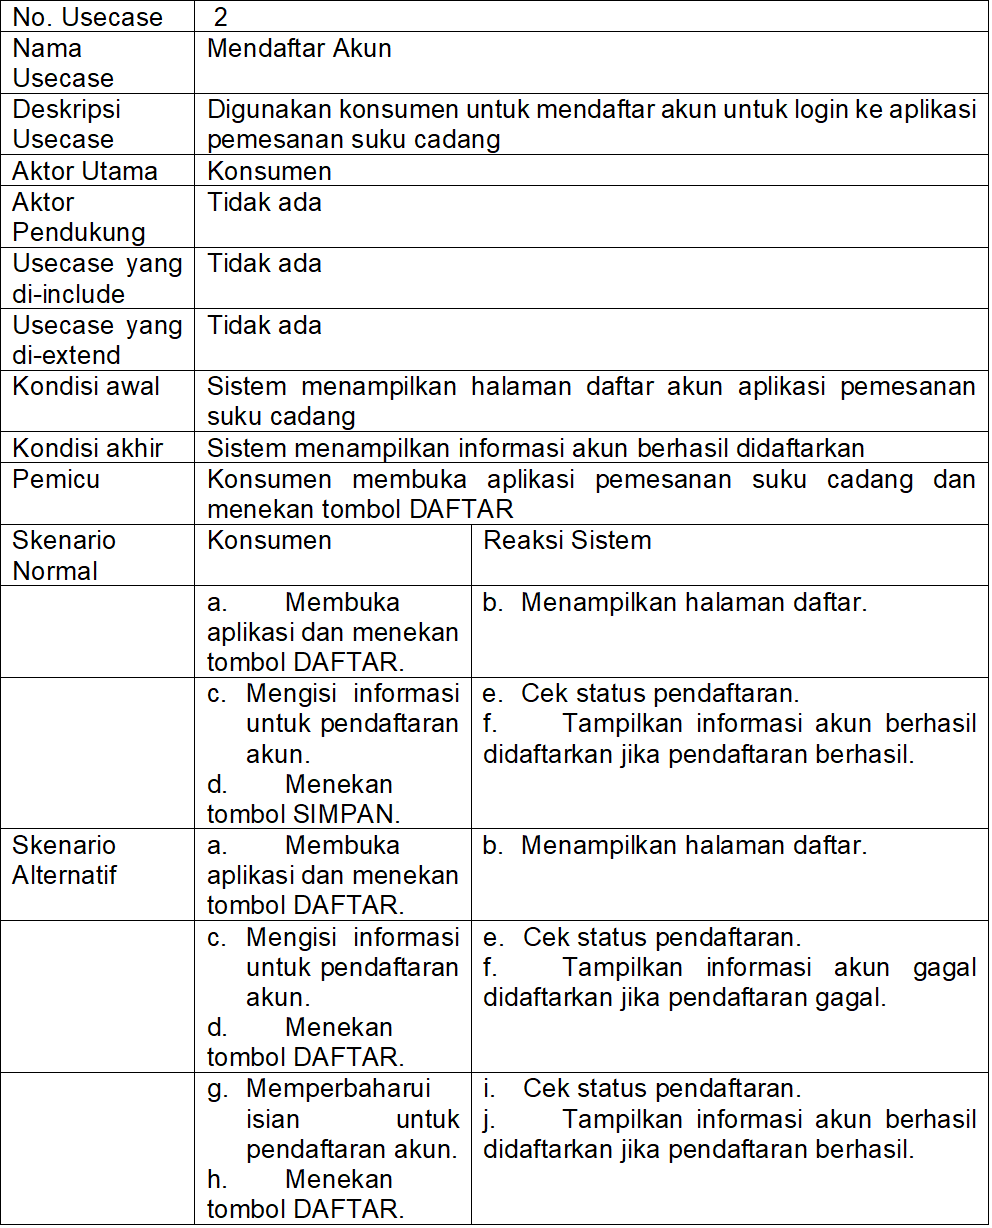 No. Usecase 2
Nama Usecase Mendaftar Akun
Deskripsi Usecase Digunakan konsumen untuk mendaftar akun untuk login ke aplikasi
pemesanan suku cadang
Aktor Utama Konsumen
Aktor Pendukung Tidak ada
Usecase yang di-include Tidak ada
Usecase yang di-extend Tidak ada
Kondisi awal Sistem menampilkan halaman daftar akun aplikasi pemesanan
suku cadang
Kondisi akhir Sistem menampilkan informasi akun berhasil didaftarkan
Pemicu Konsumen membuka aplikasi pemesanan suku cadang dan
menekan tombol DAFTAR
Skenario Normal Konsumen Reaksi Sistem
a. Membuka
aplikasi dan menekan
tombol DAFTAR.
b. Menampilkan halaman daftar.
c. Mengisi informasi
untuk pendaftaran
akun.
d. Menekan
tombol SIMPAN.
e. Cek status pendaftaran.
f. Tampilkan informasi akun berhasil
didaftarkan jika pendaftaran berhasil.
Skenario
Alternatif
a. Membuka
aplikasi dan menekan
tombol DAFTAR.
b. Menampilkan halaman daftar.
c. Mengisi informasi
untuk pendaftaran
akun.
d. Menekan
tombol DAFTAR.
e. Cek status pendaftaran.
f. Tampilkan informasi akun gagal
didaftarkan jika pendaftaran gagal.
g. Memperbaharui
isian untuk
pendaftaran akun.
h. Menekan
tombol DAFTAR.
i. Cek status pendaftaran.
j. Tampilkan informasi akun berhasil
didaftarkan jika pendaftaran berhasil.